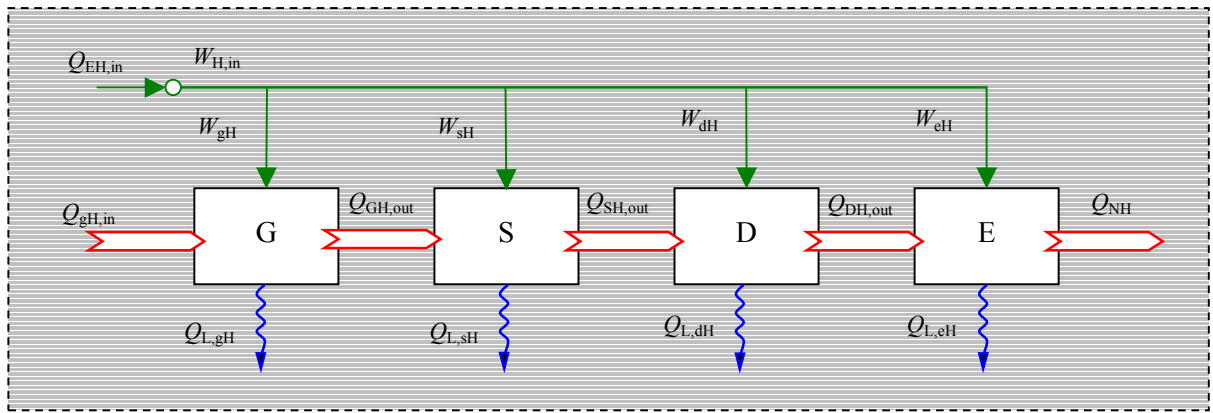 Q_EH,in
W_H,in
W_gH
W_sH
W_dH
W_eH
Q_gH,in
G
Q_GH,out
S
Q_SH,out
D
Q_DH,out
E
Q_NH
Q_L,gH
Q_L,sH
Q_L,dH
Q_L,eH